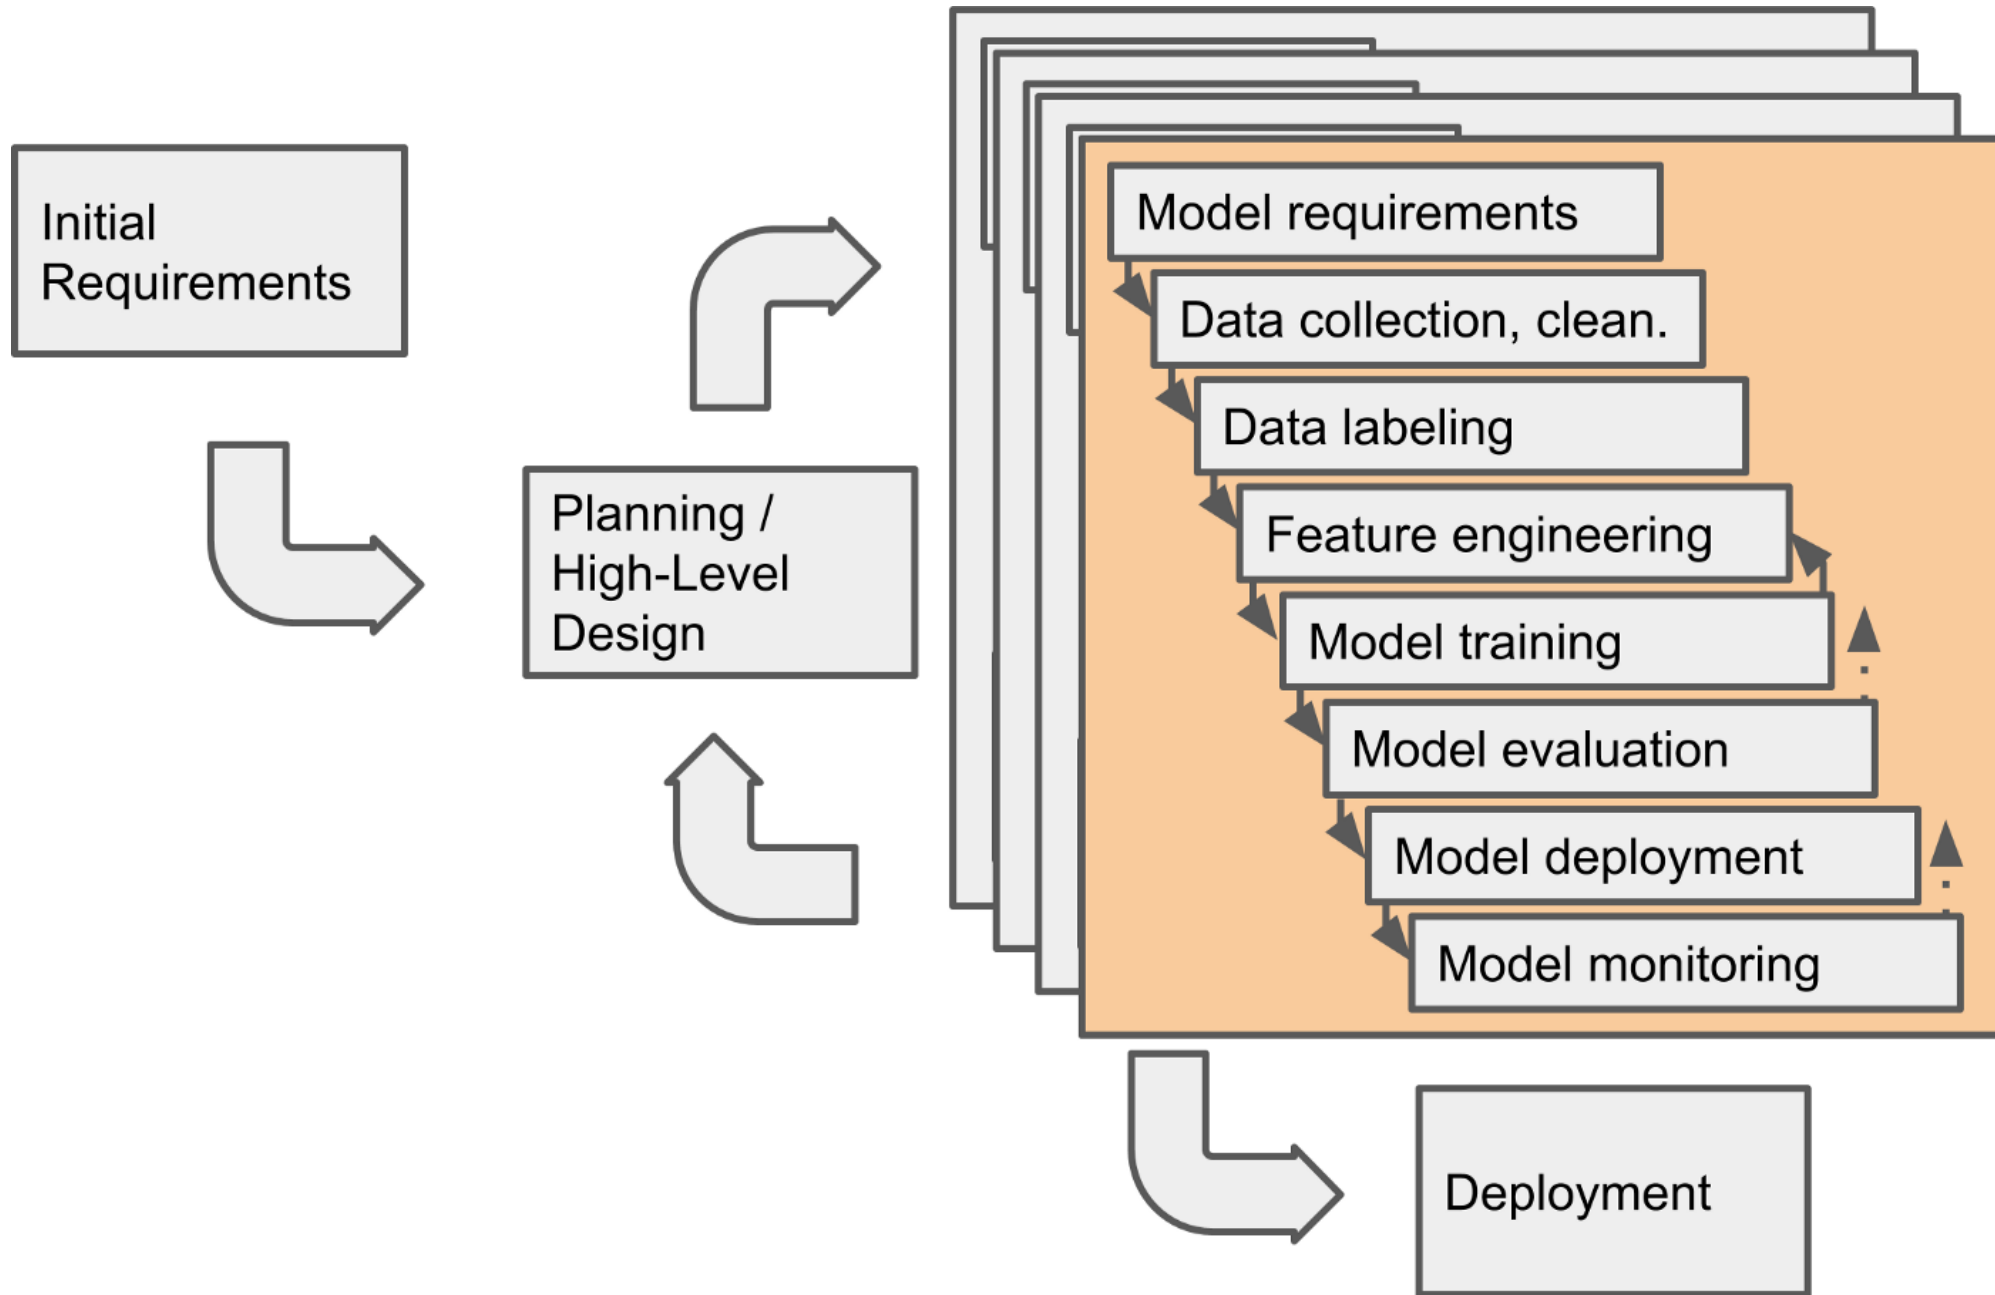 Initial
Requirements
Planning /
High-Level
Design
Model requirements
Data collection, clean.
Data labeling
Feature engineering
Model training
Model evaluation
Model deployment
Model monitoring
Deployment